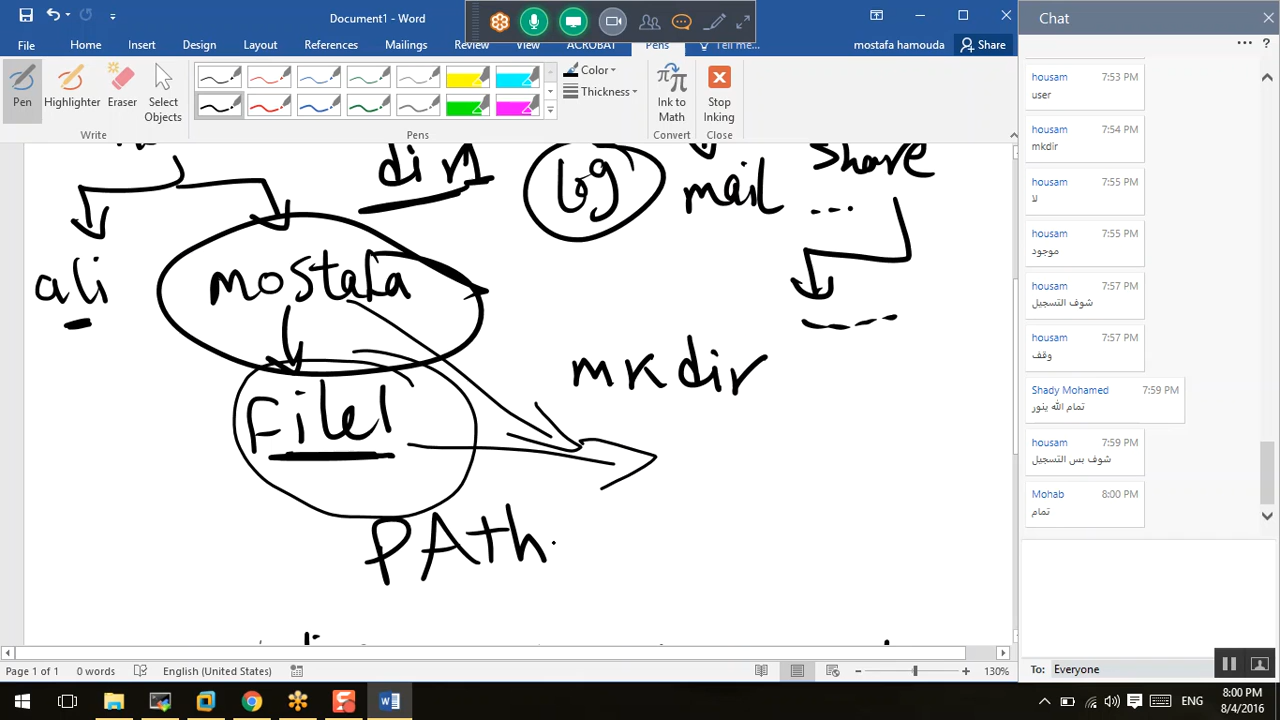 Document1 - Word
mostafa hamouda
Share
File
Home
Insert
Design
Layout
References
Mailings
Review
View
ACROBAT
Pens
Tell me...
Pen
Highlighter
Eraser
Select
Objects
Color
Thickness
Ink to
Math
Stop
Inking
Write
Pens
Convert
Close
dir1
log
mail
share
...
ali
mostafa
File1
mkdir
PAth
Page 1 of 1
0 words
English (United States)
130%
Chat
housam 7:53 PM
user
housam 7:54 PM
mkdir
housam 7:55 PM
لا
housam 7:55 PM
موجود
housam 7:57 PM
شوف التسجيل
housam 7:57 PM
وقف
Shady Mohamed 7:59 PM
تمام الله ينور
housam 7:59 PM
شوف بس التسجيل
Mohab 8:00 PM
تمام
To: Everyone
ENG
8:00 PM
8/4/2016